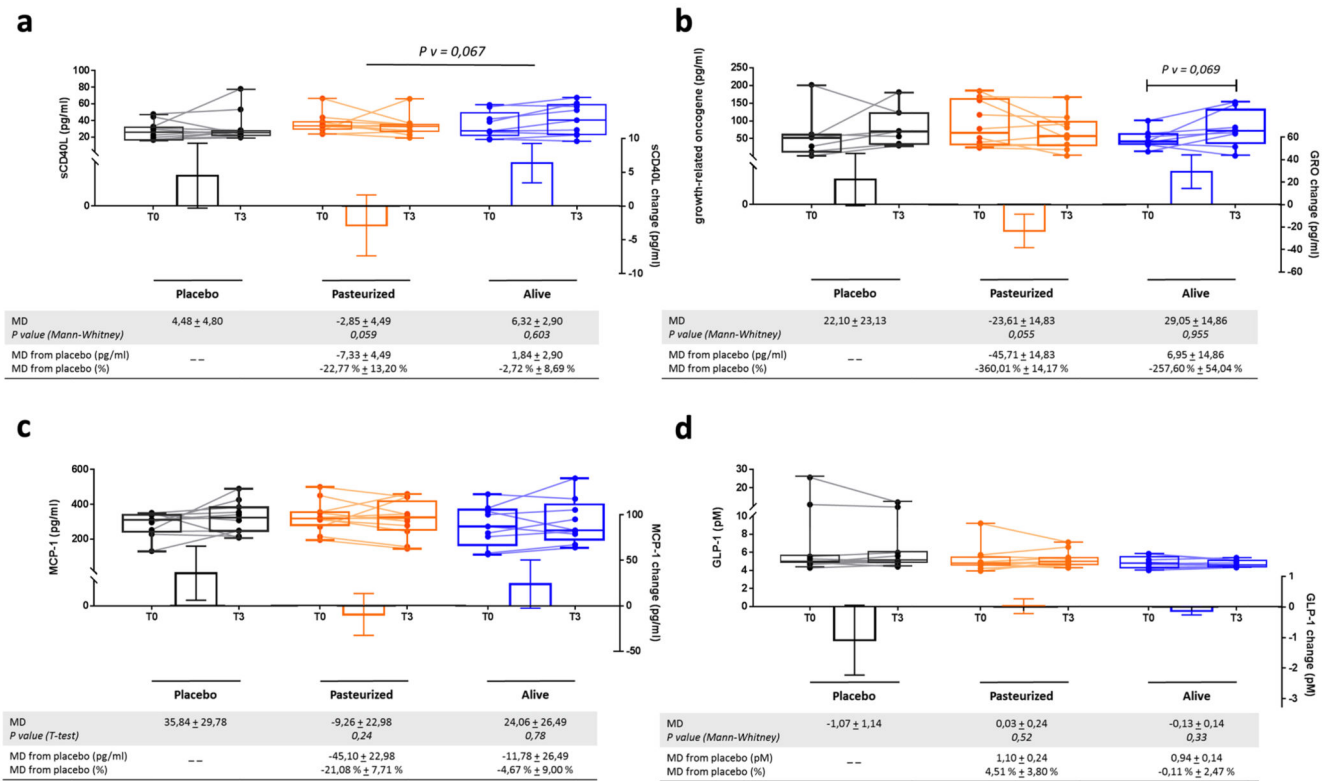 a
P v = 0,067
sCD40L (pg/ml)
100
80
60
40
20
0
10
5
0
-5
-10
sCD40L change (pg/ml)
T0 T3 T0 T3 T0 T3
Placebo Pasteurized Alive
MD 4,48 ± 4,80 -2,85 ± 4,49 6,32 ± 2,90
P value (Mann-Whitney) 0,059 0,603
MD from placebo (pg/ml) -- -7,33 ± 4,49 1,84 ± 2,90
MD from placebo (%) -22,77 % ± 13,20 % -2,72 % ± 8,69 %
b
P v = 0,069
growth-related oncogene (pg/ml)
250
200
150
100
50
0
60
40
20
0
-20
-40
-60
GRO change (pg/ml)
T0 T3 T0 T3 T0 T3
Placebo Pasteurized Alive
MD 22,10 ± 23,13 -23,61 ± 14,83 29,05 ± 14,86
P value (Mann-Whitney) 0,055 0,955
MD from placebo (pg/ml) -- -45,71 ± 14,83 6,95 ± 14,86
MD from placebo (%) -360,01 % ± 14,17 % -257,60 % ± 54,04 %
c
MCP-1 (pg/ml)
600
400
200
0
100
50
0
-50
MCP-1 change (pg/ml)
T0 T3 T0 T3 T0 T3
Placebo Pasteurized Alive
MD 35,84 ± 29,78 -9,26 ± 22,98 24,06 ± 26,49
P value (T-test) 0,24 0,78
MD from placebo (pg/ml) -- -45,10 ± 22,98 -11,78 ± 26,49
MD from placebo (%) -21,08 % ± 7,71 % -4,67 % ± 9,00 %
d
GLP-1 (pM)
30
20
10
8
6
4
2
0
1
0
-1
-2
-3
GLP-1 change (pM)
T0 T3 T0 T3 T0 T3
Placebo Pasteurized Alive
MD -1,07 ± 1,14 0,03 ± 0,24 -0,13 ± 0,14
P value (Mann-Whitney) 0,52 0,33
MD from placebo (pM) -- 1,10 ± 0,24 0,94 ± 0,14
MD from placebo (%) 4,51 % ± 3,80 % -0,11 % ± 2,47 %